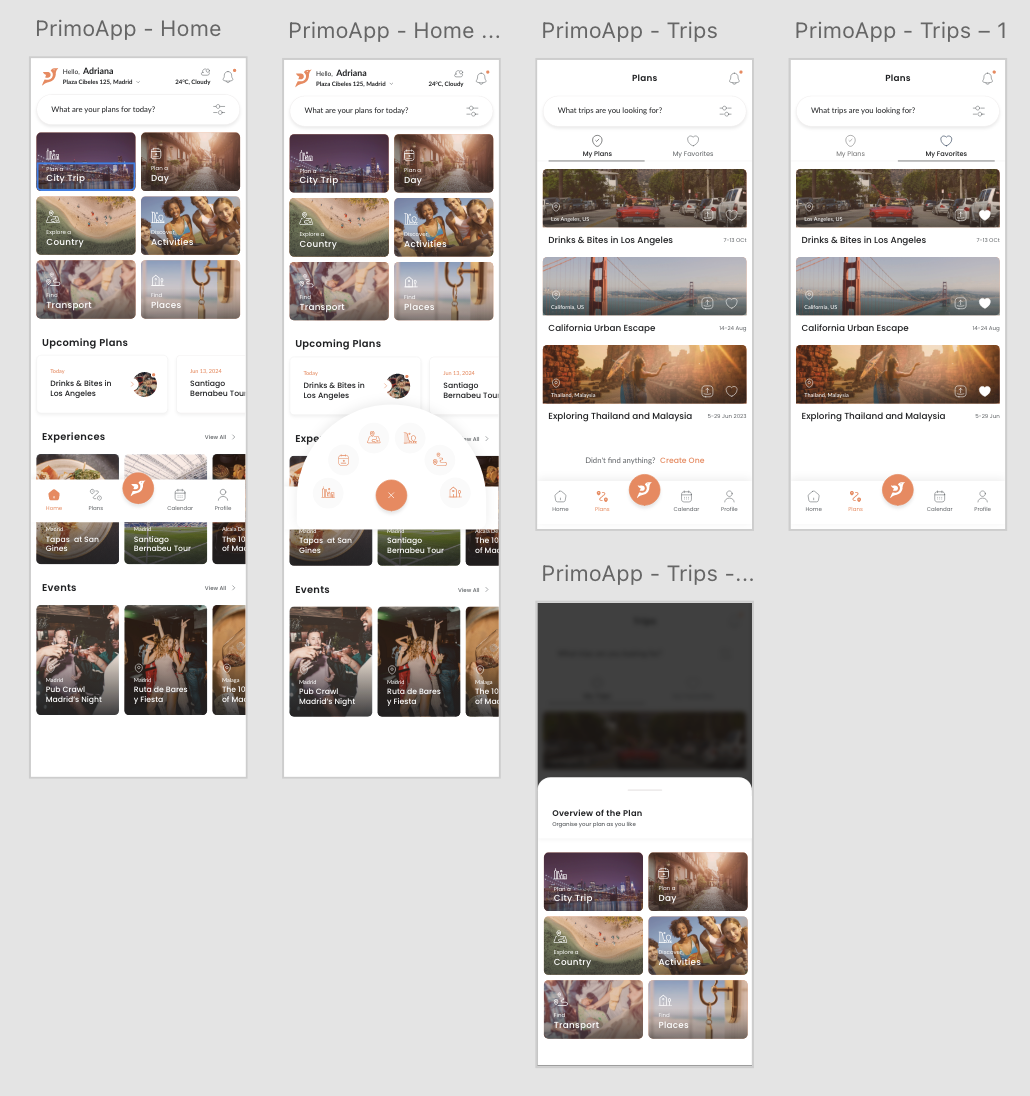 PrimoApp - Home
Hello, Adriana
Plaza Cibeles 125, Madrid
24ºC, Cloudy
What are your plans for today?
Plan a
City Trip
Plan a
Day
Explore a
Country
Discover
Activities
Find
Transport
Find
Places
Upcoming Plans
Today
Drinks & Bites in
Los Angeles
Jun 13, 2024
Santiago
Bernabeu Tour
Experiences
View All
Home
Plans
Calendar
Profile
Madrid
Tapas at San
Gines
Madrid
Santiago
Bernabeu Tour
Alcala De
The 10
of Mad
Events
View All
Madrid
Pub Crawl
Madrid's Night
Madrid
Ruta de Bares
y Fiesta
Malaga
The 10
of Ma
PrimoApp - Home ...
Hello, Adriana
Plaza Cibeles 125, Madrid
24ºC, Cloudy
What are your plans for today?
Plan a
City Trip
Plan a
Day
Explore a
Country
Discover
Activities
Find
Transport
Find
Places
Upcoming Plans
Today
Drinks & Bites in
Los Angeles
Jun 13, 2024
Santiago
Bernabeu Tour
Expe
ew All
Madrid
Tapas at San
Gines
Madrid
Santiago
Bernabeu Tour
Alcala De
The 10
of Mac
Events
View All
Madrid
Pub Crawl
Madrid's Night
Madrid
Ruta de Bares
y Fiesta
Malaga
The 10
of Ma
PrimoApp - Trips
Plans
What trips are you looking for?
My Plans
My Favorites
Los Angeles, US
Drinks & Bites in Los Angeles
7-13 OCt
California, US
California Urban Escape
14-24 Aug
Thailand, Malaysia
Exploring Thailand and Malaysia
5-29 Jun 2023
Didn't find anything? Create One
Home
Plans
Calendar
Profile
PrimoApp - Trips – 1
Plans
What trips are you looking for?
My Plans
My Favorites
Los Angeles, US
Drinks & Bites in Los Angeles
7-13 OCt
California, US
California Urban Escape
14-24 Aug
Thailand, Malaysia
Exploring Thailand and Malaysia
5-29 Jun
Home
Plans
Calendar
Profile
PrimoApp - Trips -...
Trips
Overview of the Plan
Organise your plan as you like
Plan a
City Trip
Plan a
Day
Explore a
Country
Discover
Activities
Find
Transport
Find
Places